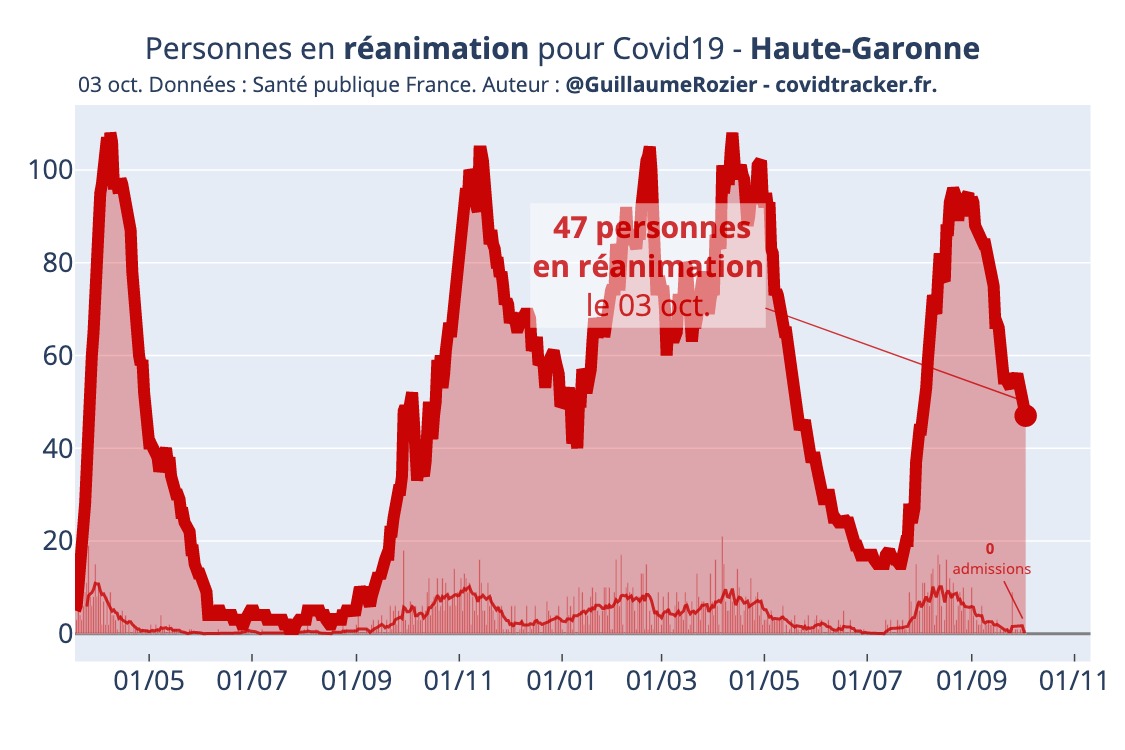 Personnes en réanimation pour Covid19 - Haute-Garonne
03 oct. Données : Santé publique France. Auteur : @GuillaumeRozier - covidtracker.fr.
100
80
60
40
20
0
47 personnes
en réanimation
le 03 oct.
0
admissions
01/05 01/07 01/09 01/11 01/01 01/03 01/05 01/07 01/09 01/11